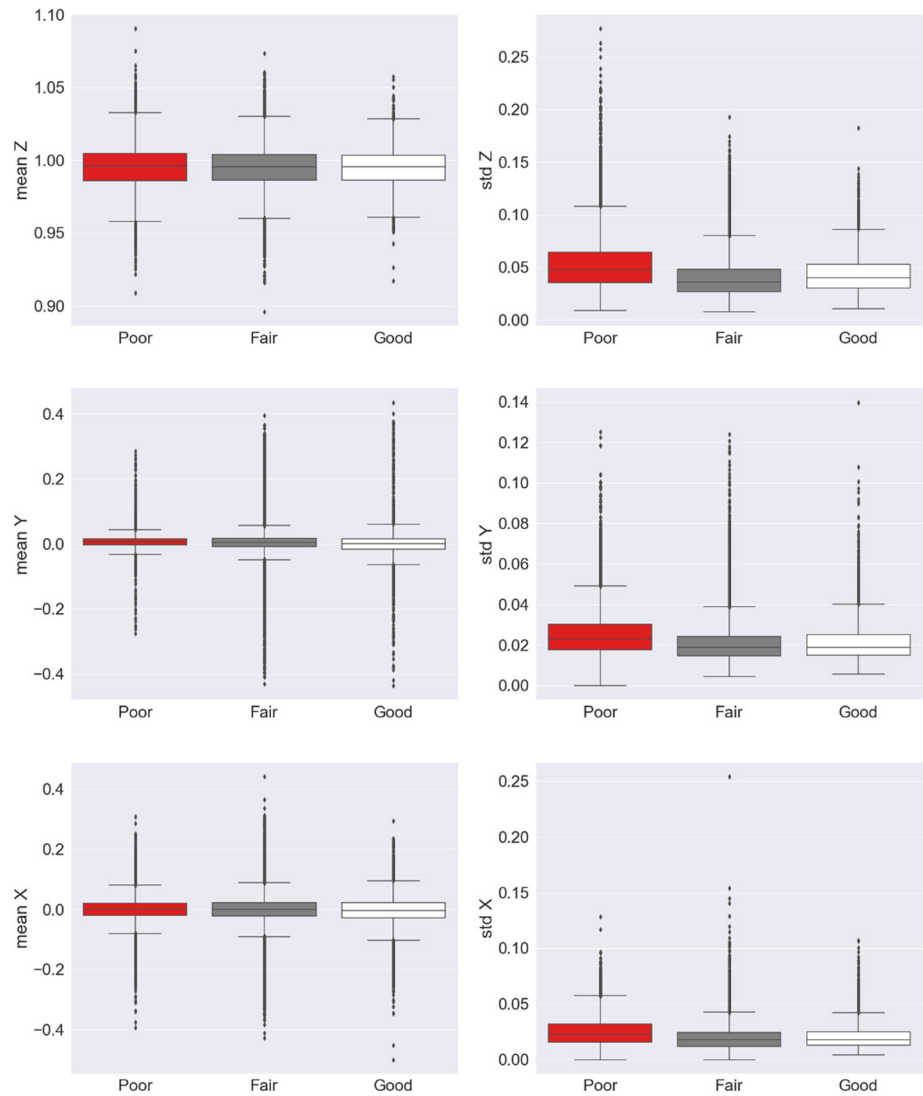 mean Z
1.10
1.05
1.00
0.95
0.90
Poor Fair Good
std Z
0.25
0.20
0.15
0.10
0.05
0.00
Poor Fair Good
mean Y
0.4
0.2
0.0
−0.2
−0.4
Poor Fair Good
std Y
0.14
0.12
0.10
0.08
0.06
0.04
0.02
0.00
Poor Fair Good
mean X
0.4
0.2
0.0
−0.2
−0.4
Poor Fair Good
std X
0.25
0.20
0.15
0.10
0.05
0.00
Poor Fair Good